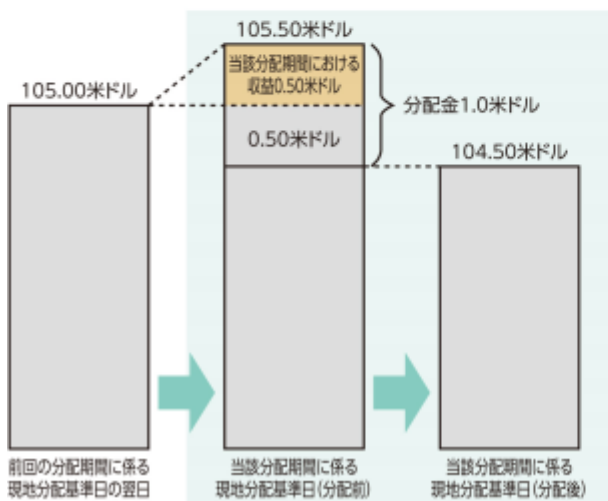 105.50米ドル
当該分配期間における
収益0.50米ドル
105.00米ドル
分配金1.0米ドル
0.50米ドル
104.50米ドル
前回の分配期間に係る
現地分配基準日の翌日
当該分配期間に係る
現地分配基準日(分配前)
当該分配期間に係る
現地分配基準日(分配後)